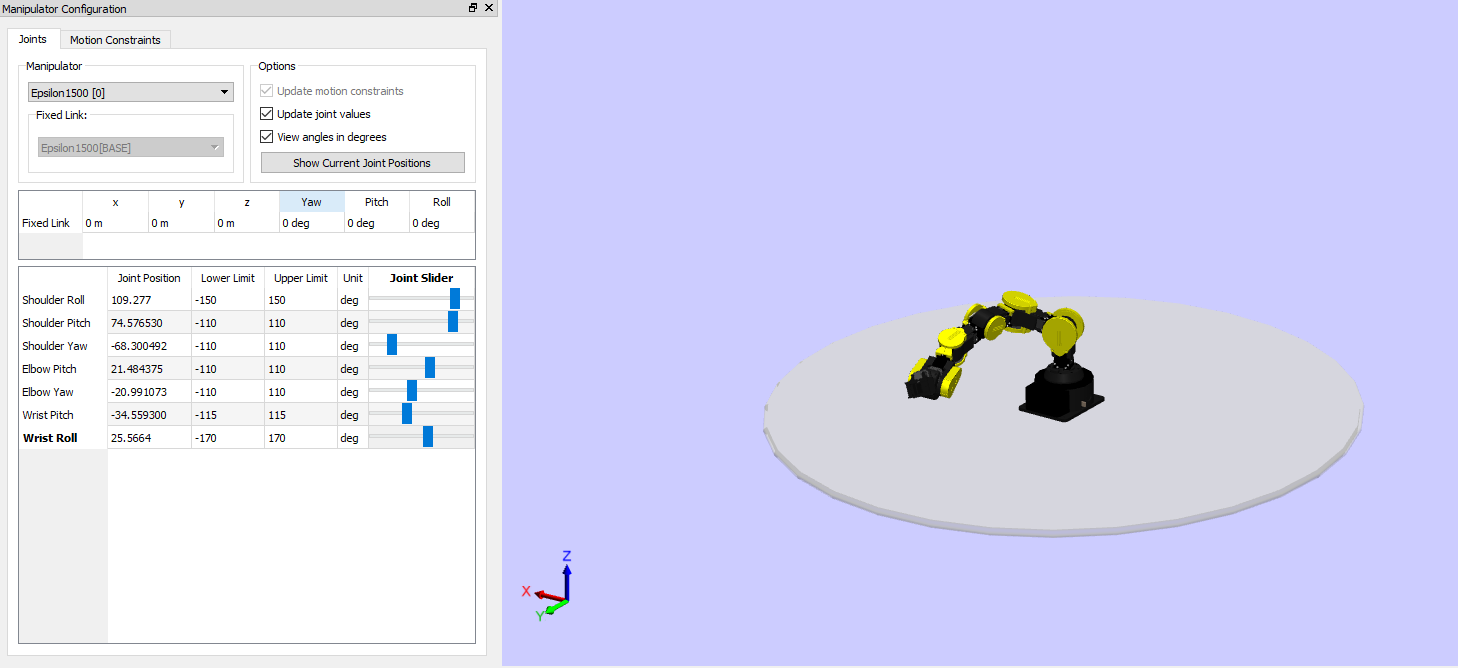 Manipulator Configuration
Joints Motion Constraints
Manipulator
Epsilon1500 [0]
Fixed Link:
Epsilon1500[BASE]
Options
Update motion constraints
Update joint values
View angles in degrees
Show Current Joint Positions
x y z Yaw Pitch Roll
Fixed Link 0 m 0 m 0 m 0 deg 0 deg 0 deg
Joint Position Lower Limit Upper Limit Unit Joint Slider
Shoulder Roll 109.277 -150 150 deg
Shoulder Pitch 74.576530 -110 110 deg
Shoulder Yaw -68.300492 -110 110 deg
Elbow Pitch 21.484375 -110 110 deg
Elbow Yaw -20.991073 -110 110 deg
Wrist Pitch -34.559300 -115 115 deg
Wrist Roll 25.5664 -170 170 deg
Z
X
Y